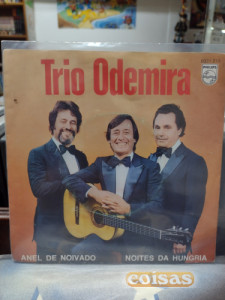 Trio Odemira
PHILIPS
ANEL DE NOIVADO
NOITES DA HUNGRIA
coisas